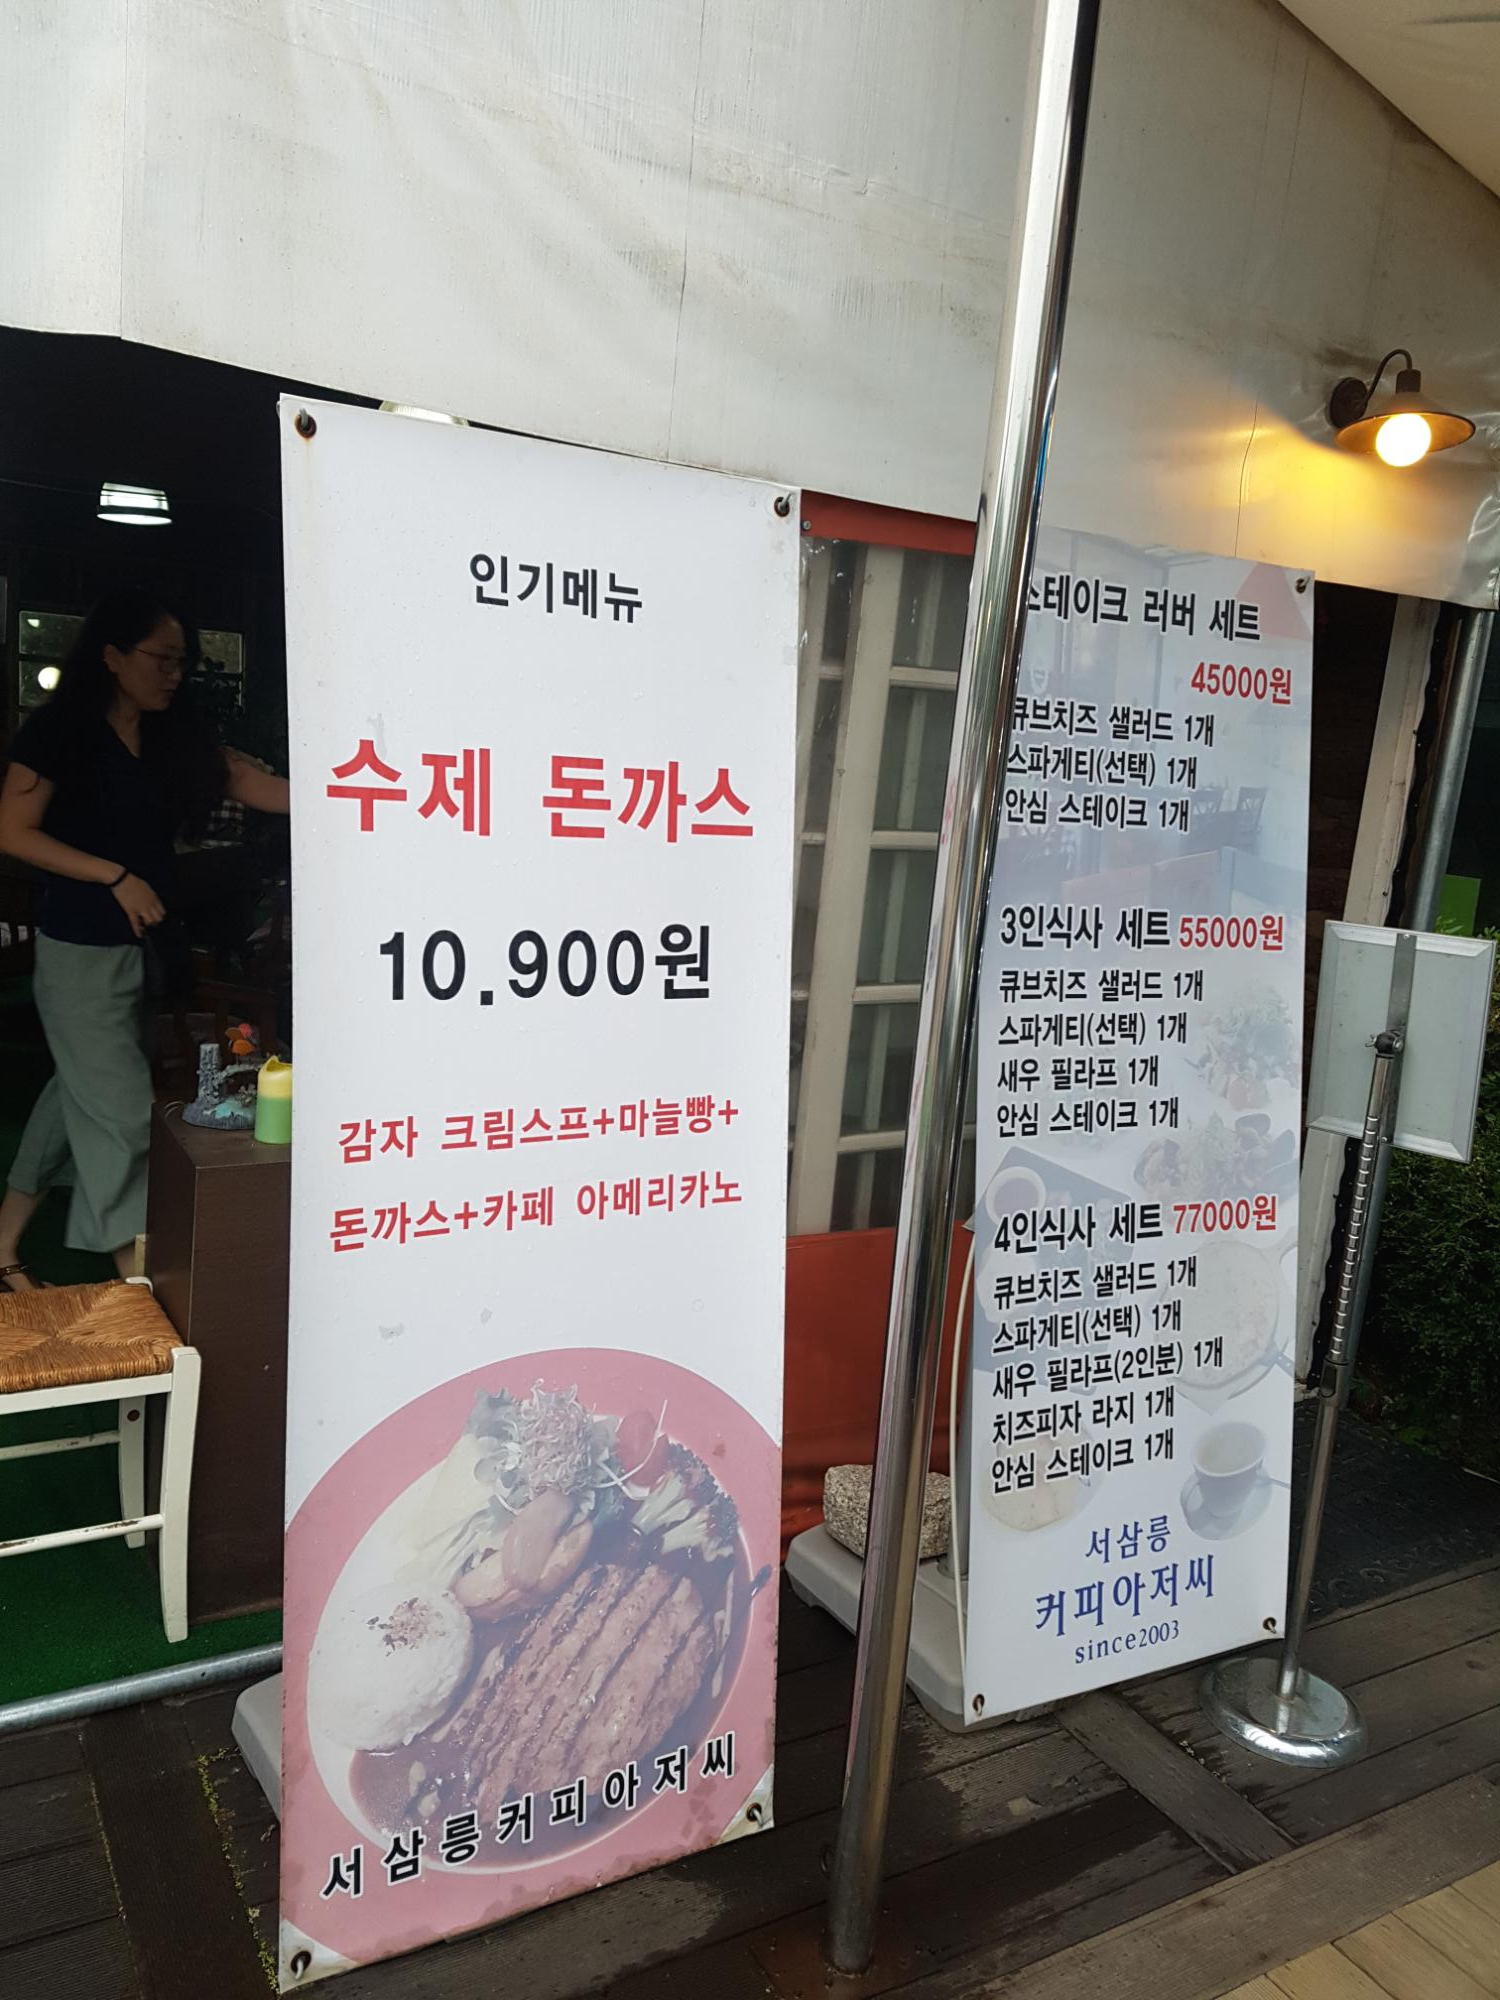 인기메뉴
수제 돈까스
10.900원
감자 크림스프+마늘빵+
돈까스+카페 아메리카노
서삼릉커피아저씨
스테이크 러버 세트
45000원
큐브치즈 샐러드 1개
스파게티(선택) 1개
안심 스테이크 1개
3인식사 세트 55000원
큐브치즈 샐러드 1개
스파게티(선택) 1개
새우 필라프 1개
안심 스테이크 1개
4인식사 세트 77000원
큐브치즈 샐러드 1개
스파게티(선택) 1개
새우 필라프(2인분) 1개
치즈피자 라지 1개
안심 스테이크 1개
서삼릉
커피아저씨
since2003